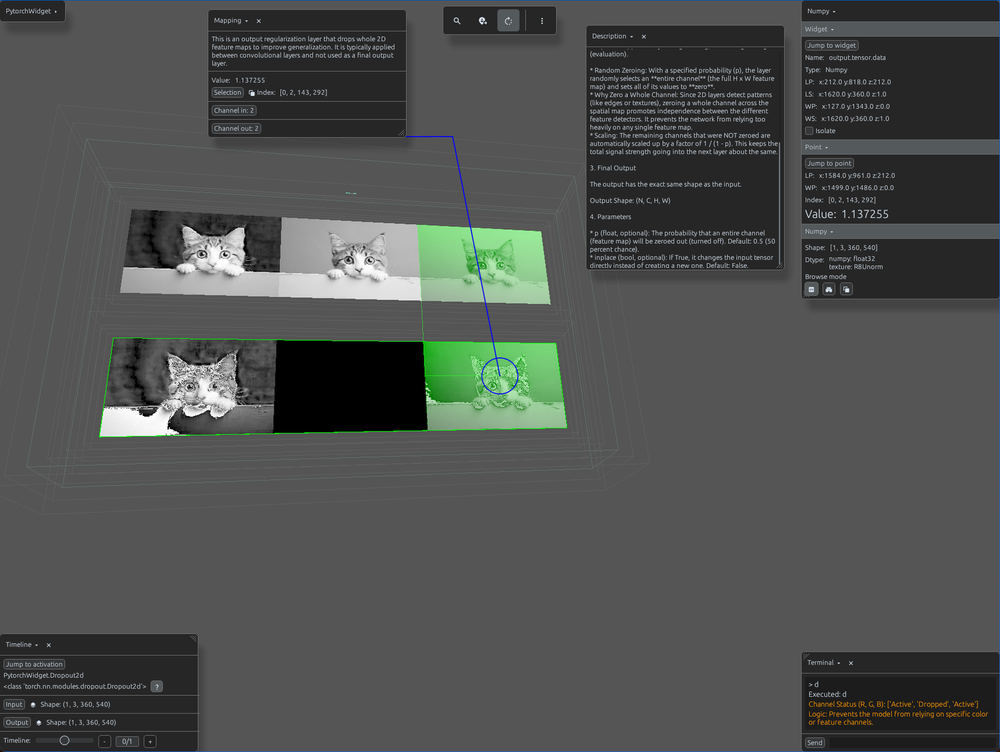 PytorchWidget
Mapping
This is an output regularization layer that drops whole 2D
feature maps to improve generalization. It is typically applied
between convolutional layers and not used as a final output
layer.
Value: 1.137255
Selection Index: [0, 2, 143, 292]
Channel in: 2
Channel out: 2
Description
(evaluation).
* Random Zeroing: With a specified probability (p), the layer
randomly selects an **entire channel** (the full H x W feature
map) and sets all of its values to **zero**.
* Why Zero a Whole Channel: Since 2D layers detect patterns
(like edges or textures), zeroing a whole channel across the
spatial map promotes independence between the different
feature detectors. It prevents the network from relying too
heavily on any single feature map.
* Scaling: The remaining channels that were NOT zeroed are
automatically scaled up by a factor of 1 / (1 - p). This keeps the
total signal strength going into the next layer about the same.
3. Final Output
The output has the exact same shape as the input.
Output Shape: (N, C, H, W)
4. Parameters
* p (float, optional): The probability that an entire channel
(feature map) will be zeroed out (turned off). Default: 0.5 (50
percent chance).
* inplace (bool, optional): If True, it changes the input tensor
directly instead of creating a new one. Default: False.
Numpy
Widget
Jump to widget
Name: output.tensor.data
Type: Numpy
LP: x:212.0 y:818.0 z:212.0
LS: x:1620.0 y:360.0 z:1.0
WP: x:127.0 y:1343.0 z:0.0
WS: x:1620.0 y:360.0 z:1.0
Isolate
Point
Jump to point
LP: x:1584.0 y:961.0 z:212.0
WP: x:1499.0 y:1486.0 z:0.0
Index: [0, 2, 143, 292]
Value: 1.137255
Numpy
Shape: [1, 3, 360, 540]
Dtype: numpy: float32
texture: R8Unorm
Browse mode
Timeline
Jump to activation
PytorchWidget.Dropout2d
<class 'torch.nn.modules.dropout.Dropout2d'> ?
Input Shape: (1, 3, 360, 540)
Output Shape: (1, 3, 360, 540)
Timeline: - 0/1 +
Terminal
> d
Executed: d
Channel Status (R, G, B): ['Active', 'Dropped', 'Active']
Logic: Prevents the model from relying on specific color
or feature channels.
Send